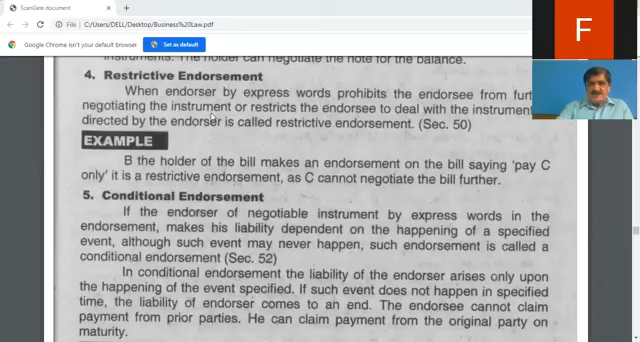 ScanGate document
File | C:/Users/DELL/Desktop/Business%20Law.pdf
Google Chrome isn't your default browser Set as default
F
instruments. The holder can negotiate the note for the balance.
4. Restrictive Endorsement
When endorser by express words prohibits the endorsee from furt
negotiating the instrument or restricts the endorsee to deal with the instrument
directed by the endorser is called restrictive endorsement. (Sec. 50)
EXAMPLE
B the holder of the bill makes an endorsement on the bill saying 'pay C
only' it is a restrictive endorsement, as C cannot negotiate the bill further.
5. Conditional Endorsement
If the endorser of negotiable instrument by express words in the
endorsement, makes his liability dependent on the happening of a specified
event, although such event may never happen, such endorsement is called a
conditional endorsement (Sec. 52)
In conditional endorsement the liability of the endorser arises only upon
the happening of the event specified. If such event does not happen in specified
time, the liability of endorser comes to an end. The endorsee cannot claim
payment from prior parties. He can claim payment from the original party on
maturity.